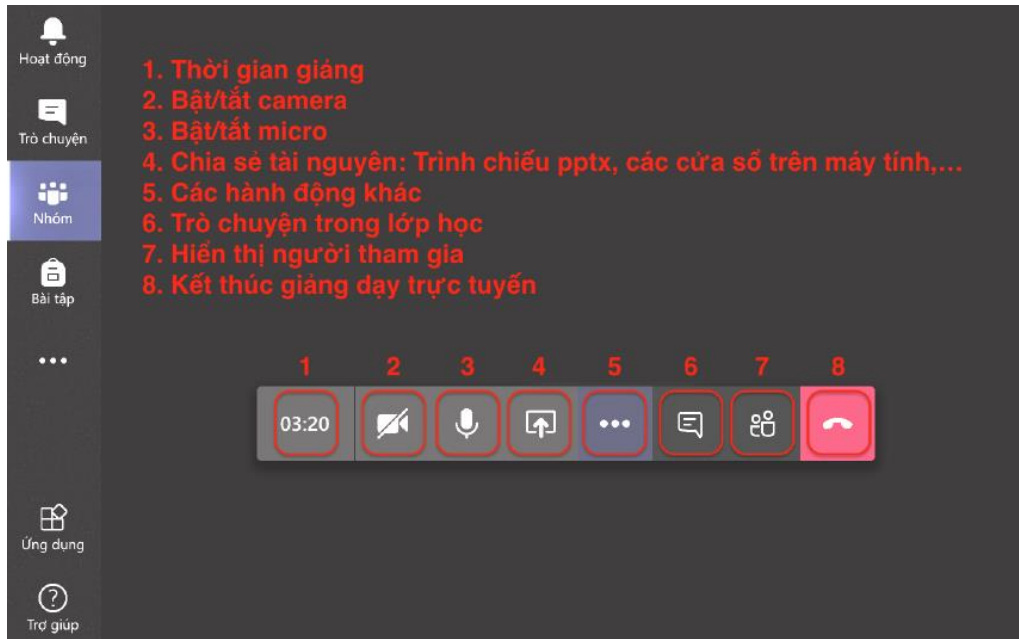 Hoạt động
Trò chuyện
Nhóm
Bài tập
Ứng dụng
Trợ giúp
1. Thời gian giảng
2. Bật/tắt camera
3. Bật/tắt micro
4. Chia sẻ tài nguyên: Trình chiếu pptx, các cửa sổ trên máy tính,...
5. Các hành động khác
6. Trò chuyện trong lớp học
7. Hiển thị người tham gia
8. Kết thúc giảng dạy trực tuyến
1 2 3 4 5 6 7 8
03:20